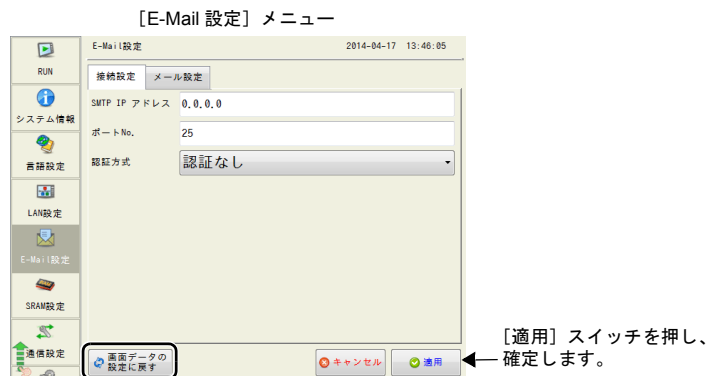 ［E-Mail 設定］メニュー
E-Mail設定
2014-04-17 13:46:05
RUN
システム情報
言語設定
LAN設定
E-Mail設定
SRAM設定
通信設定
接続設定
メール設定
SMTP IP アドレス 0.0.0.0
ポートNo. 25
認証方式 認証なし
画面データの
設定に戻す
キャンセル
適用
［適用］スイッチを押し、
確定します。